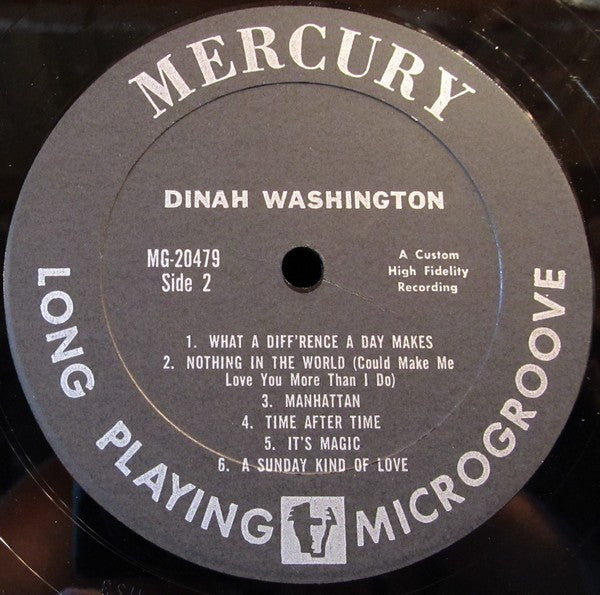 MERCURY
DINAH WASHINGTON
MG-20479
Side 2
A Custom
High Fidelity
Recording
1. WHAT A DIFF'RENCE A DAY MAKES
2. NOTHING IN THE WORLD (Could Make Me
Love You More Than I Do)
3. MANHATTAN
4. TIME AFTER TIME
5. IT'S MAGIC
6. A SUNDAY KIND OF LOVE
LONG PLAYING MICROGROOVE